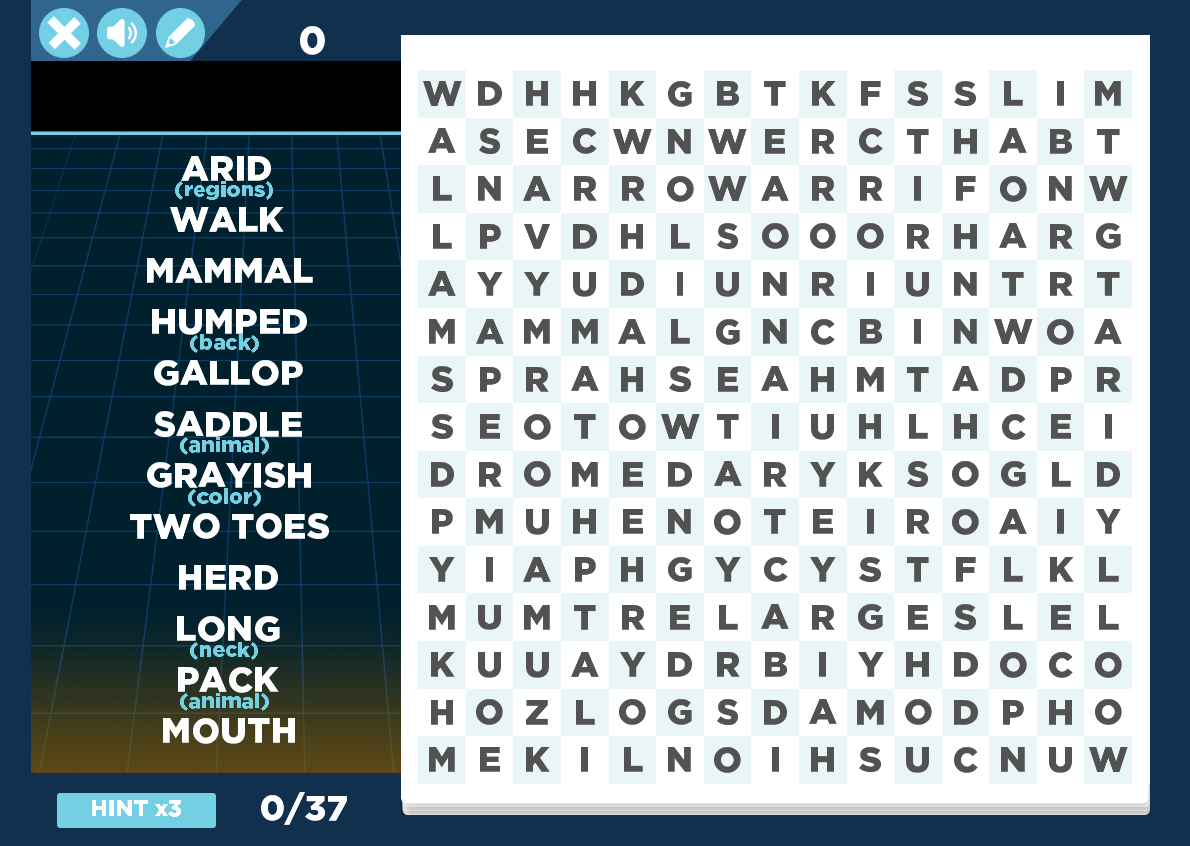 0
ARID
(regions)
WALK
MAMMAL
HUMPED
(back)
GALLOP
SADDLE
(animal)
GRAYISH
(color)
TWO TOES
HERD
LONG
(neck)
PACK
(animal)
MOUTH
HINT x3
0/37
W D H H K G B T K F S S L I M
A S E C W N W E R C T H A B T
L N A R R O W A R R I F O N W
L P V D H L S O O O R H A R G
A Y Y U D I U N R I U N T R T
M A M M A L G N C B I N W O A
S P R A H S E A H M T A D P R
S E O T O W T I U H L H C E I
D R O M E D A R Y K S O G L D
P M U H E N O T E I R O A I Y
Y I A P H G Y C Y S T F L K L
M U M T R E L A R G E S L E L
K U U A Y D R B I Y H D O C O
H O Z L O G S D A M O D P H O
M E K I L N O I H S U C N U W